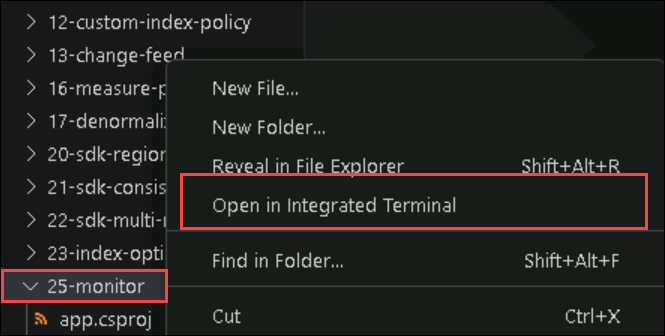 12-custom-index-policy
13-change-feed
16-measure-p
17-denormaliz
20-sdk-region
21-sdk-consis
22-sdk-multi-
23-index-opti
25-monitor
app.csproj
New File...
New Folder...
Reveal in File Explorer Shift+Alt+R
Open in Integrated Terminal
Find in Folder... Shift+Alt+F
Cut Ctrl+X